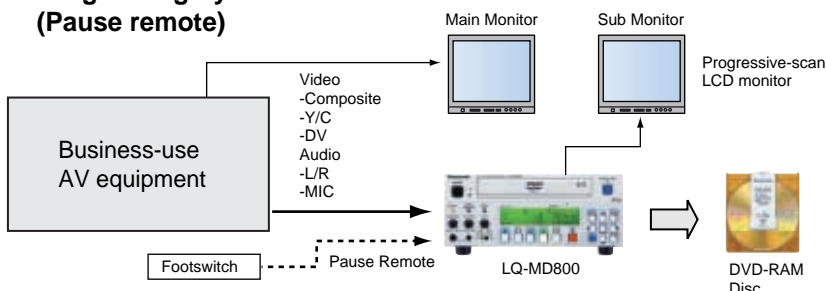 (Pause remote)
Main Monitor
Sub Monitor
Progressive-scan
LCD monitor
Video
-Composite
-Y/C
-DV
Audio
-L/R
-MIC
Business-use
AV equipment
Footswitch
Pause Remote
LQ-MD800
DVD-RAM
Disc